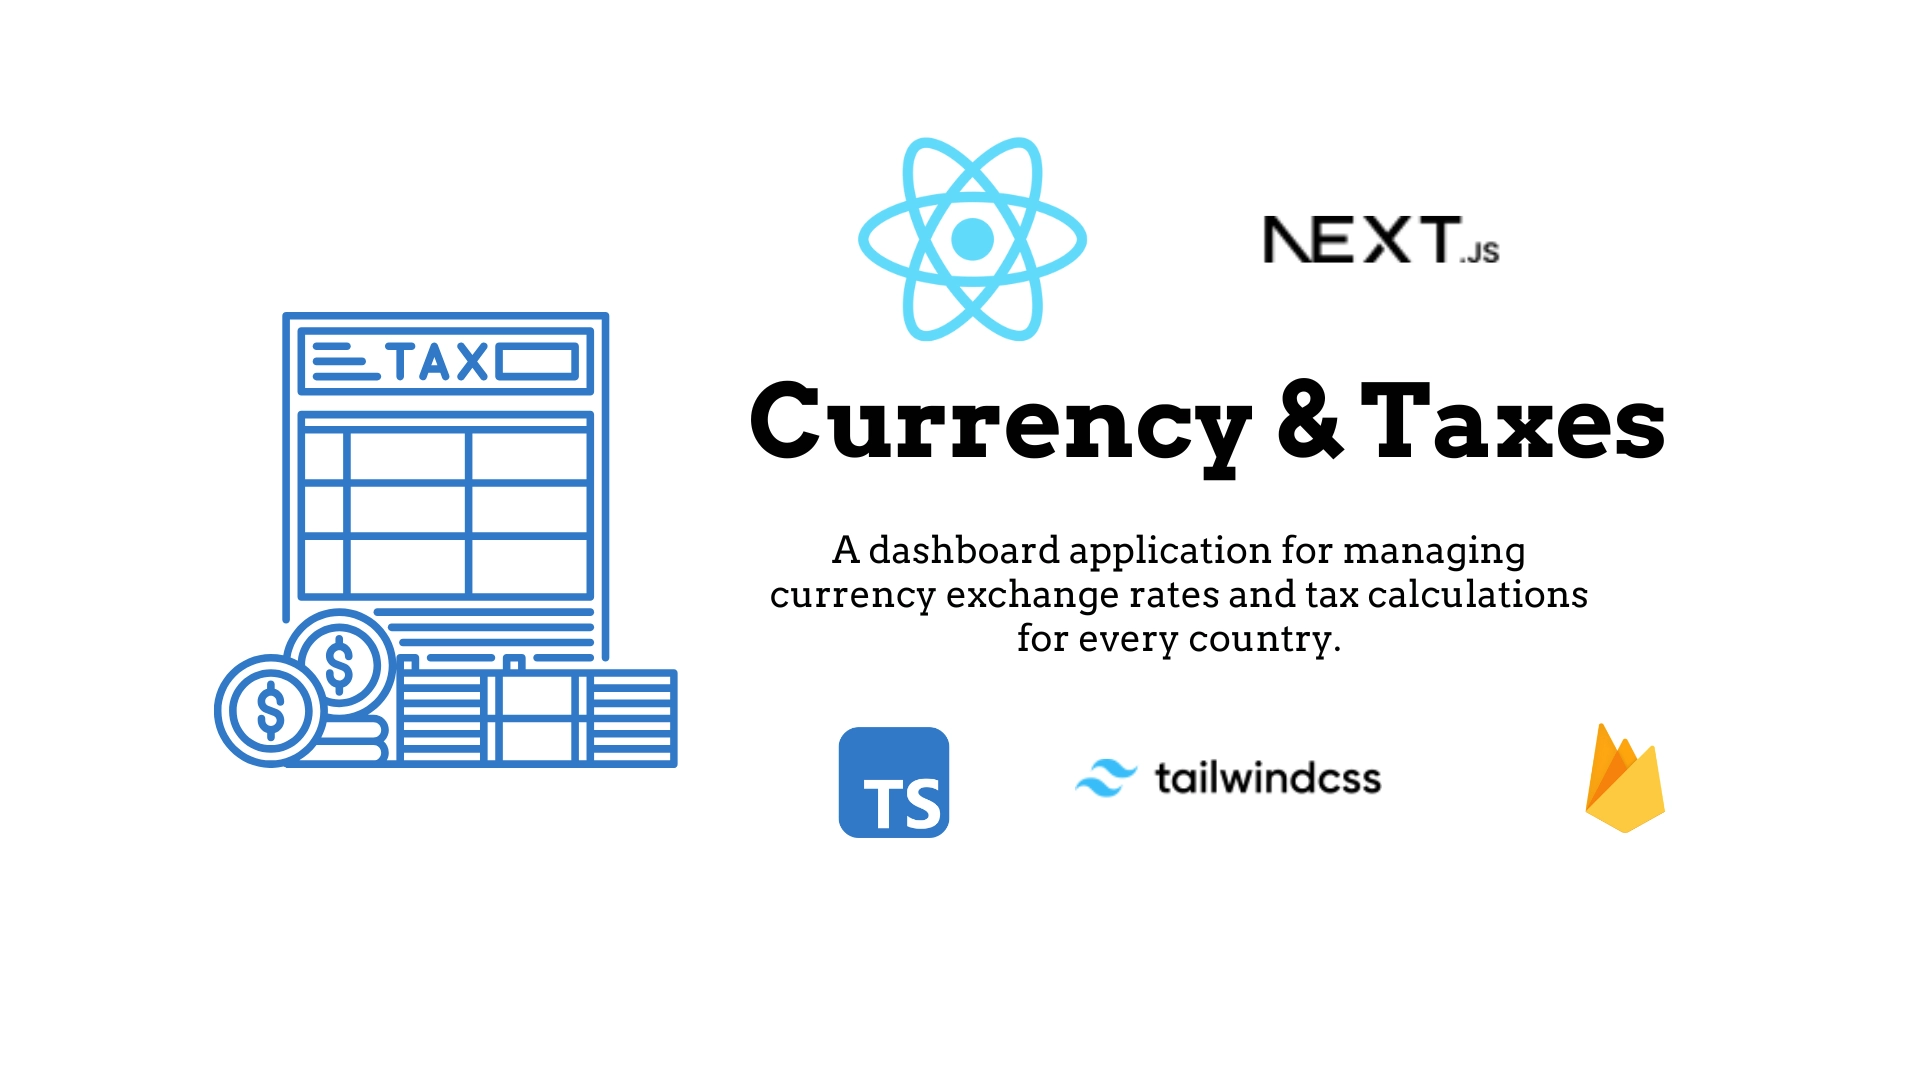 NEXT.JS
TAX
Currency & Taxes
A dashboard application for managing
currency exchange rates and tax calculations
for every country.
$
$
TS
tailwindcss